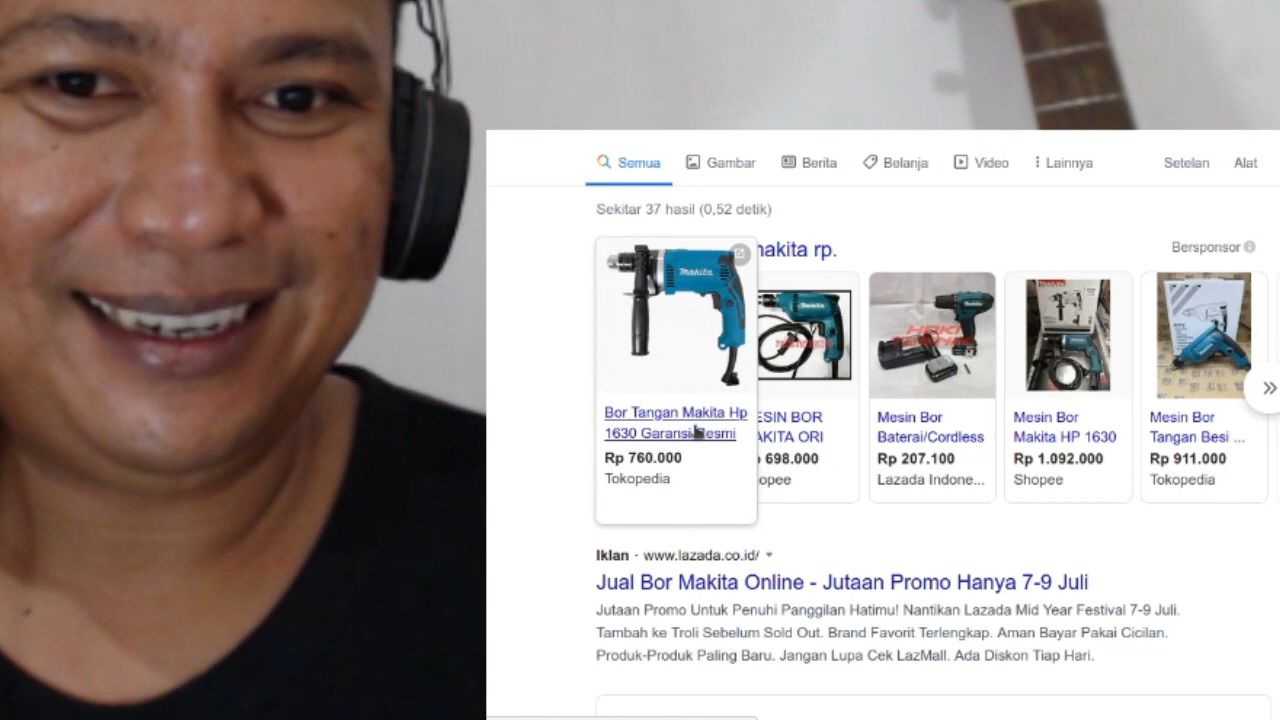 Semua
Gambar
Berita
Belanja
Video
Lainnya
Setelan
Alat
Sekitar 37 hasil (0,52 detik)
makita rp.
Bersponsor
makita
Bor Tangan Makita Hp
1630 Garansi Resmi
Rp 760.000
Tokopedia
ESIN BOR
AKITA ORI
698.000
opee
Mesin Bor
Baterai/Cordless
Rp 207.100
Lazada Indone...
Mesin Bor
Makita HP 1630
Rp 1.092.000
Shopee
Mesin Bor
Tangan Besi ...
Rp 911.000
Tokopedia
Iklan · www.lazada.co.id/
Jual Bor Makita Online - Jutaan Promo Hanya 7-9 Juli
Jutaan Promo Untuk Penuhi Panggilan Hatimu! Nantikan Lazada Mid Year Festival 7-9 Juli.
Tambah ke Troli Sebelum Sold Out. Brand Favorit Terlengkap. Aman Bayar Pakai Cicilan.
Produk-Produk Paling Baru. Jangan Lupa Cek LazMall. Ada Diskon Tiap Hari.